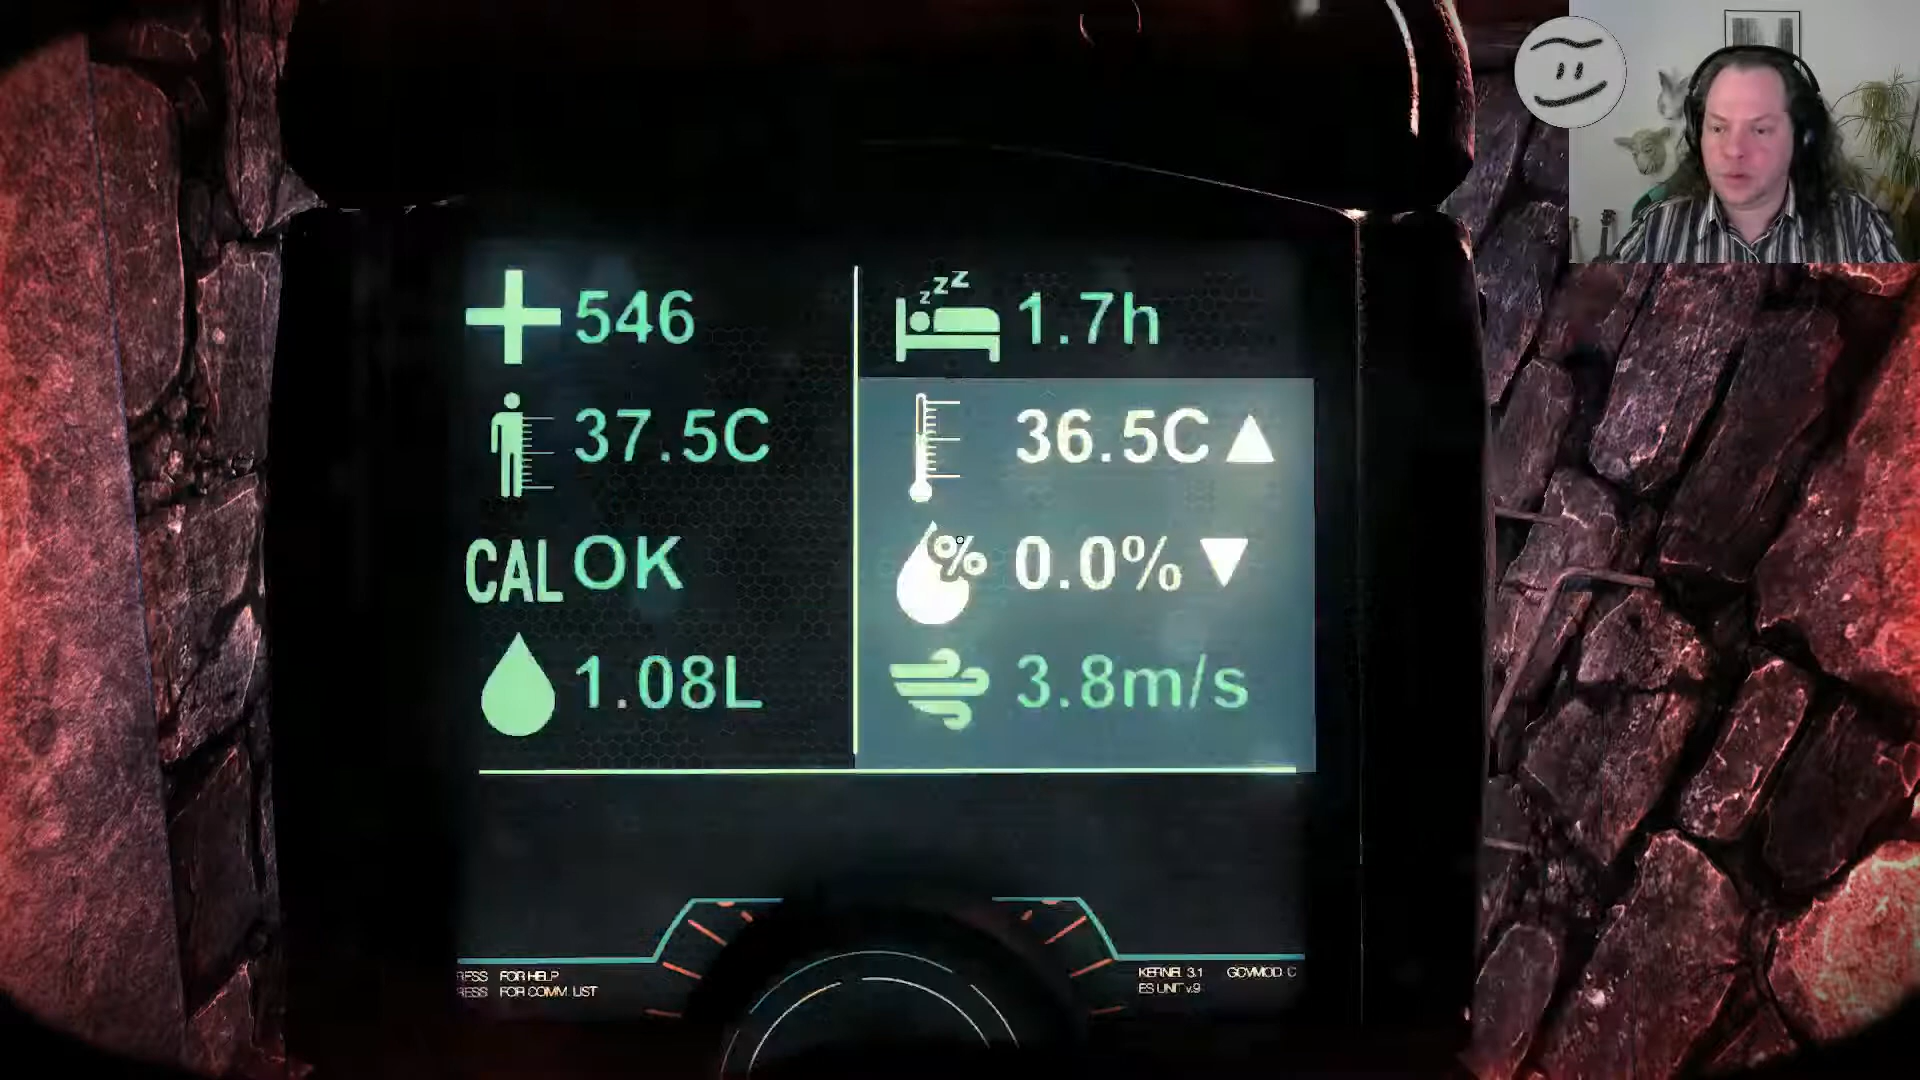 546
37.5C
CAL OK
1.08L
zzz 1.7h
36.5C
% 0.0%
3.8m/s
FOR HELP
FOR COMM. LIST
KERNEL 3.1
ES UNIT v.9